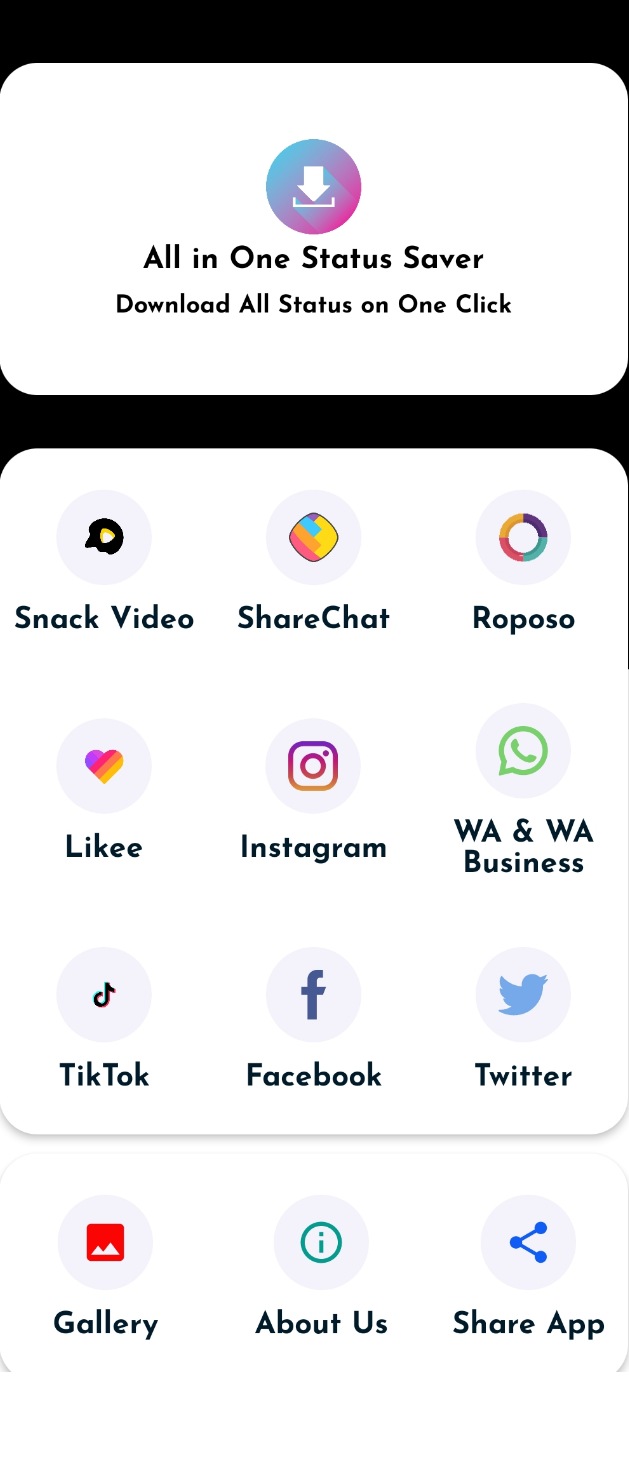 All in One Status Saver
Download All Status on One Click
Snack Video
ShareChat
Roposo
Likee
Instagram
WA & WA
Business
TikTok
Facebook
Twitter
Gallery
About Us
Share App